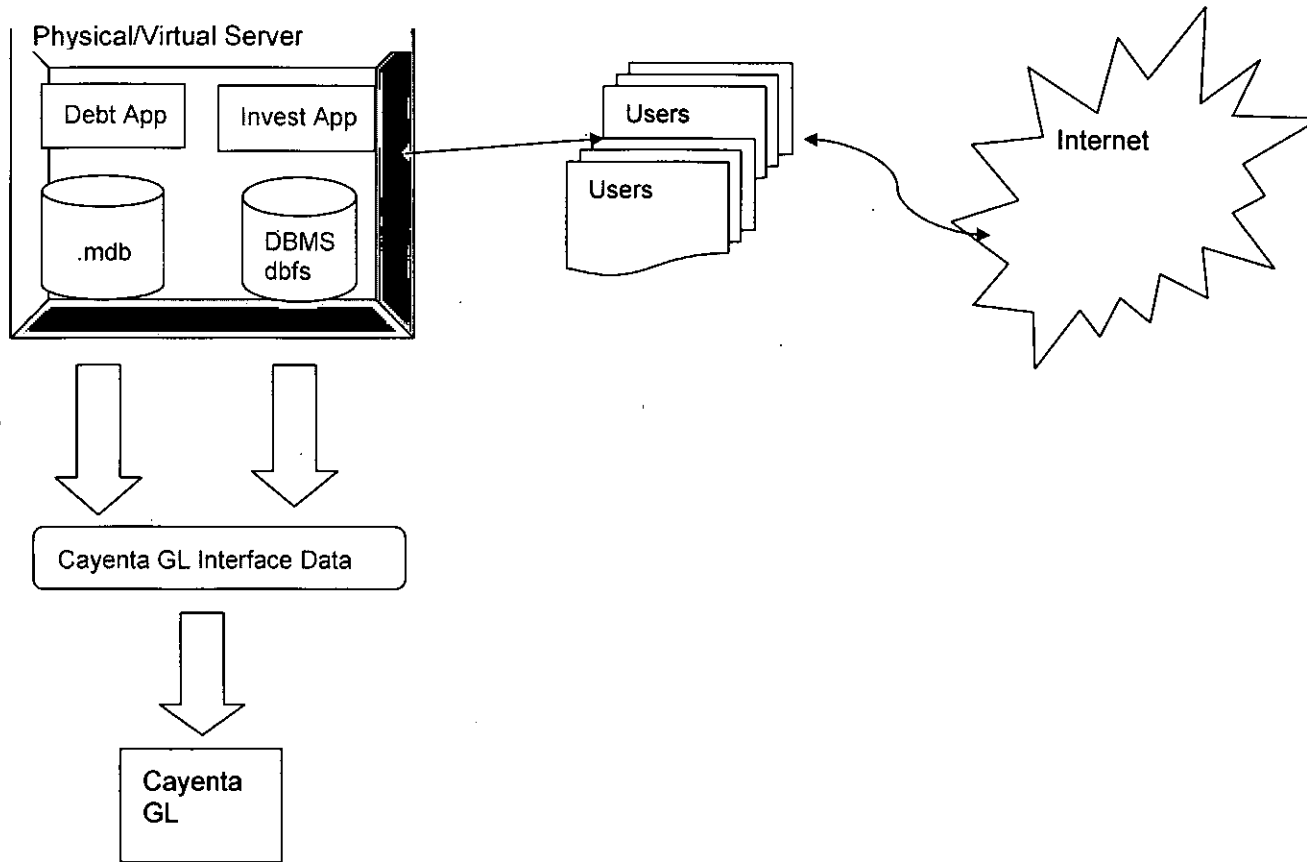 Physical/Virtual Server
Debt App
Invest App
.mdb
DBMS
dbfs
Users
Users
Internet
Cayenta GL Interface Data
Cayenta
GL